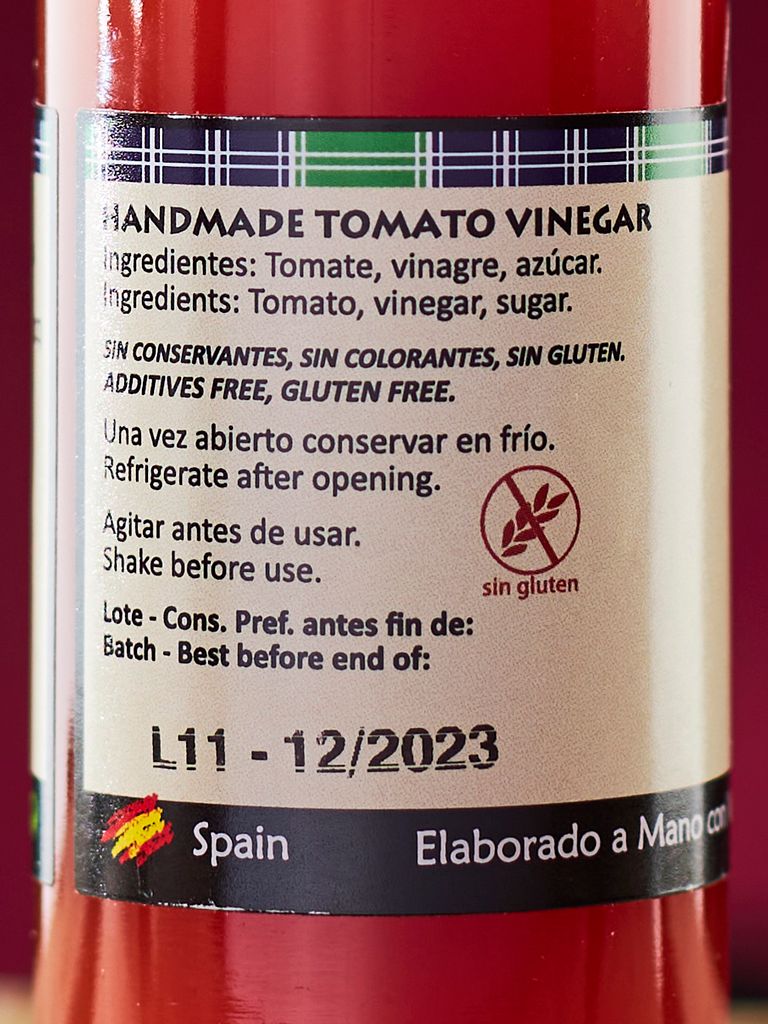 HANDMADE TOMATO VINEGAR
Ingredientes: Tomate, vinagre, azúcar.
Ingredients: Tomato, vinegar, sugar.
SIN CONSERVANTES, SIN COLORANTES, SIN GLUTEN.
ADDITIVES FREE, GLUTEN FREE.
Una vez abierto conservar en frío.
Refrigerate after opening.
Agitar antes de usar.
Shake before use.
sin gluten
Lote - Cons. Pref. antes fin de:
Batch - Best before end of:
L11 - 12/2023
Spain Elaborado a Mano con